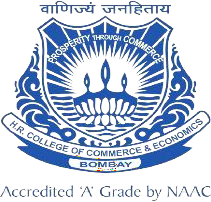 वाणिज्यं जनहिताय
PROSPERITY THROUGH COMMERCE
H.R. COLLEGE OF COMMERCE & ECONOMICS
BOMBAY
Accredited ‘A’ Grade by NAAC